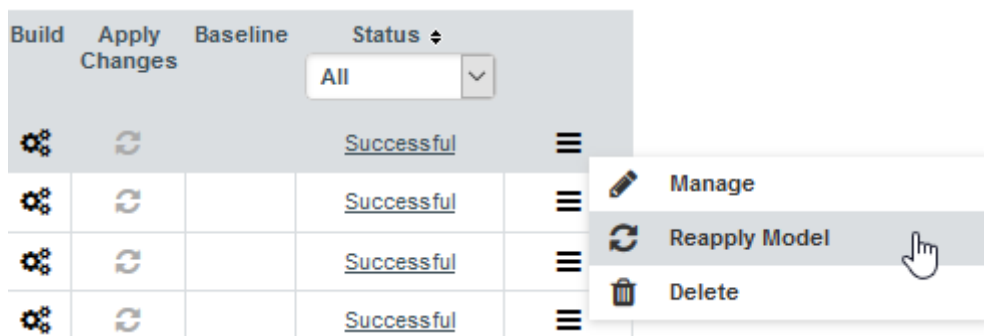 Build Apply Changes Baseline Status
All
Successful
Manage
Successful
Reapply Model
Successful
Delete
Successful